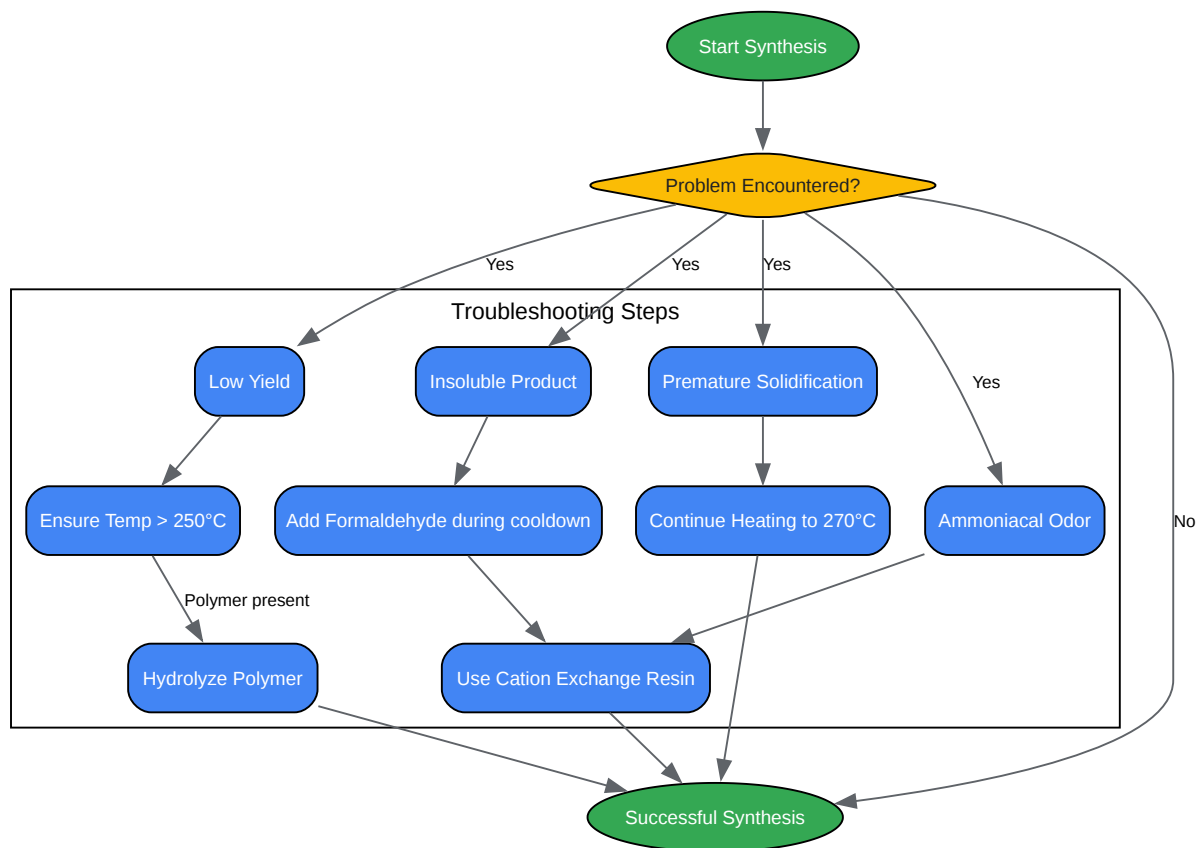 Start Synthesis
Problem Encountered?
Yes
Yes
Yes
Troubleshooting Steps
Low Yield
Insoluble Product
Premature Solidification
Yes
Ensure Temp > 250°C
Add Formaldehyde during cooldown
Continue Heating to 270°C
Ammoniacal Odor
No
Polymer present
Hydrolyze Polymer
Use Cation Exchange Resin
Successful Synthesis